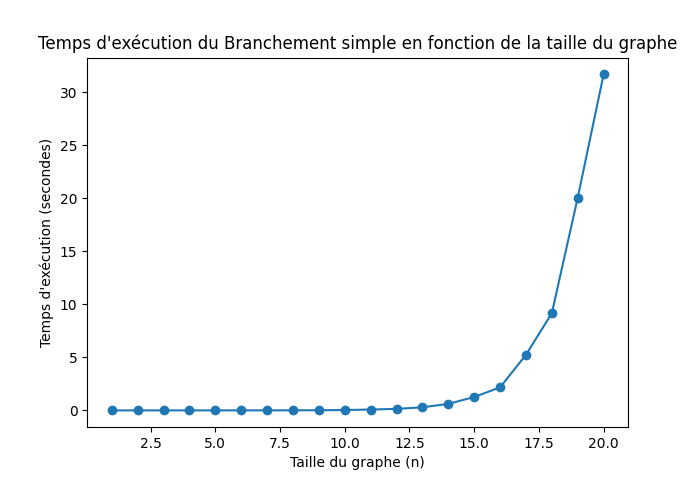 Temps d'exécution du Branchement simple en fonction de la taille du graphe
Temps d'exécution (secondes)
30
25
20
15
10
5
0
2.5 5.0 7.5 10.0 12.5 15.0 17.5 20.0
Taille du graphe (n)